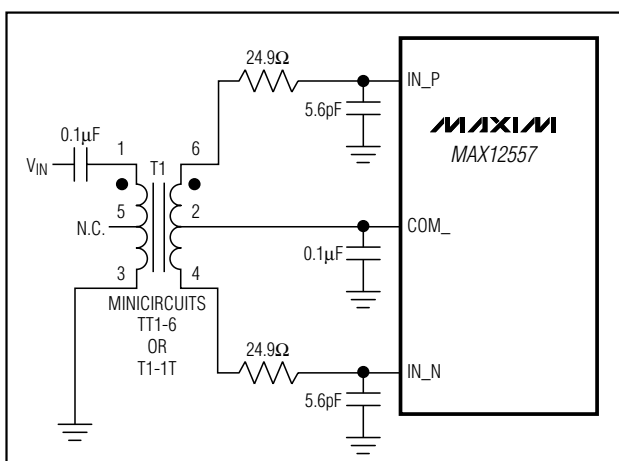 24.9Ω
IN_P
5.6pF
MAXIM
MAX12557
0.1μF
1
6
T1
VIN
5
2
N.C.
COM_
0.1μF
3
4
MINICIRCUITS
TT1-6
OR
T1-1T
24.9Ω
IN_N
5.6pF